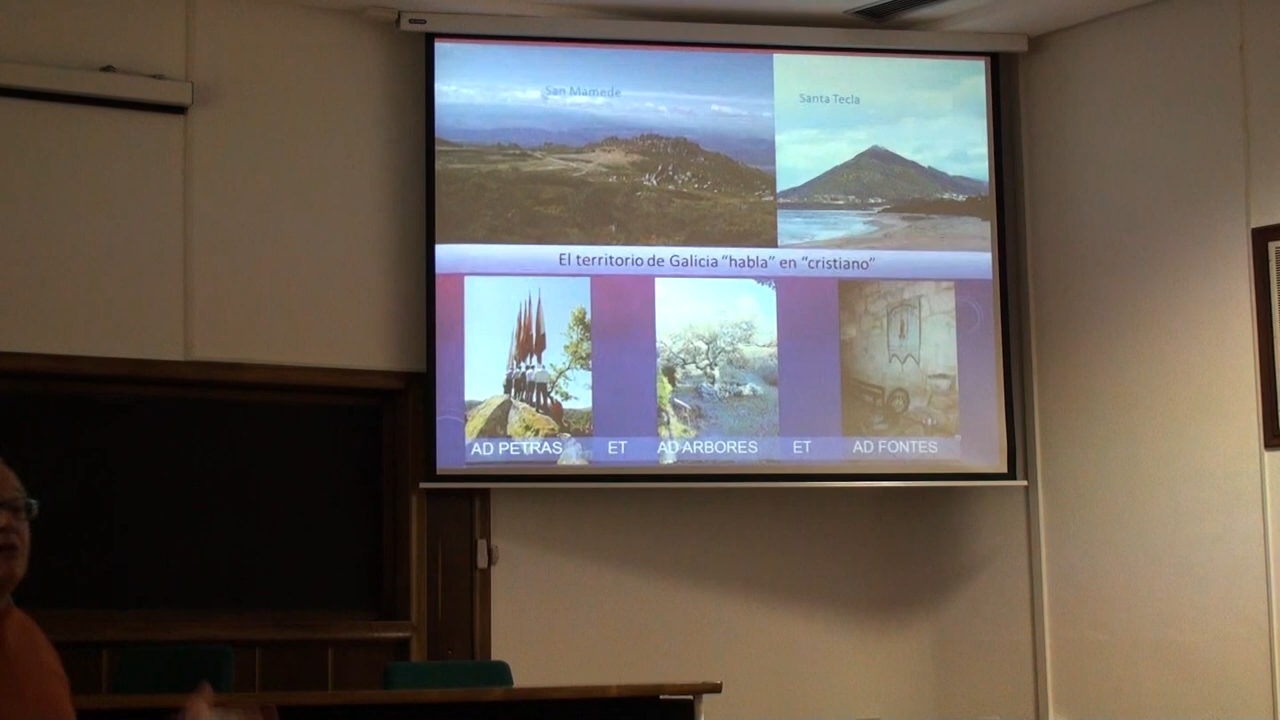 San Mamede
Santa Tecla
El territorio de Galicia “habla” en “cristiano”
AD PETRAS ET AD ARBORES ET AD FONTES